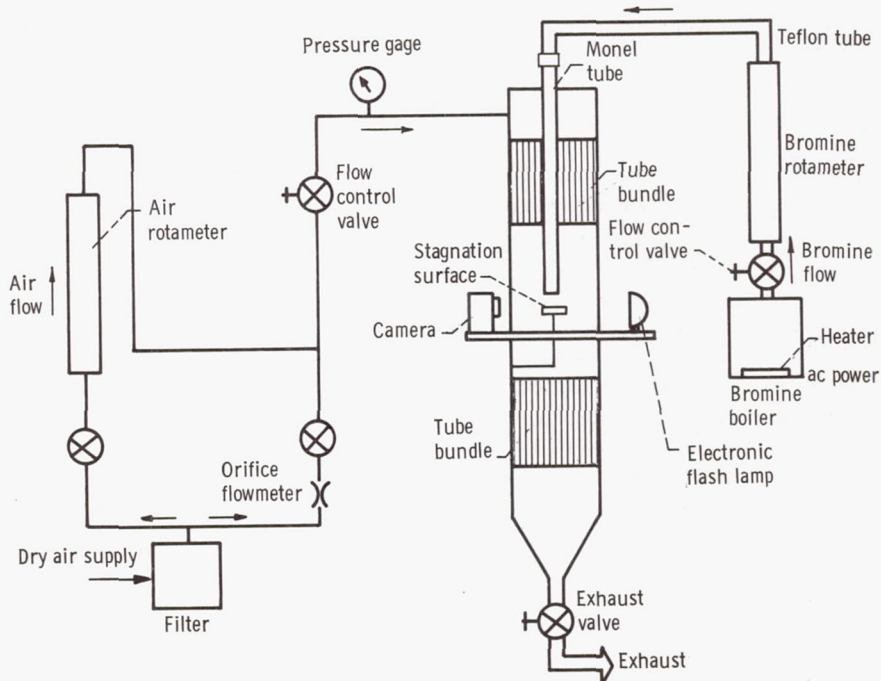 Pressure gage
Monel
tube
Teflon tube
Bromine
rotameter
Tube
bundle
Flow
control
valve
Air
rotameter
Air
flow
Stagnation
surface
Flow con-
trol valve
Bromine
flow
Camera
Heater
ac power
Bromine
boiler
Tube
bundle
Electronic
flash lamp
Orifice
flowmeter
Dry air supply
Filter
Exhaust
valve
Exhaust